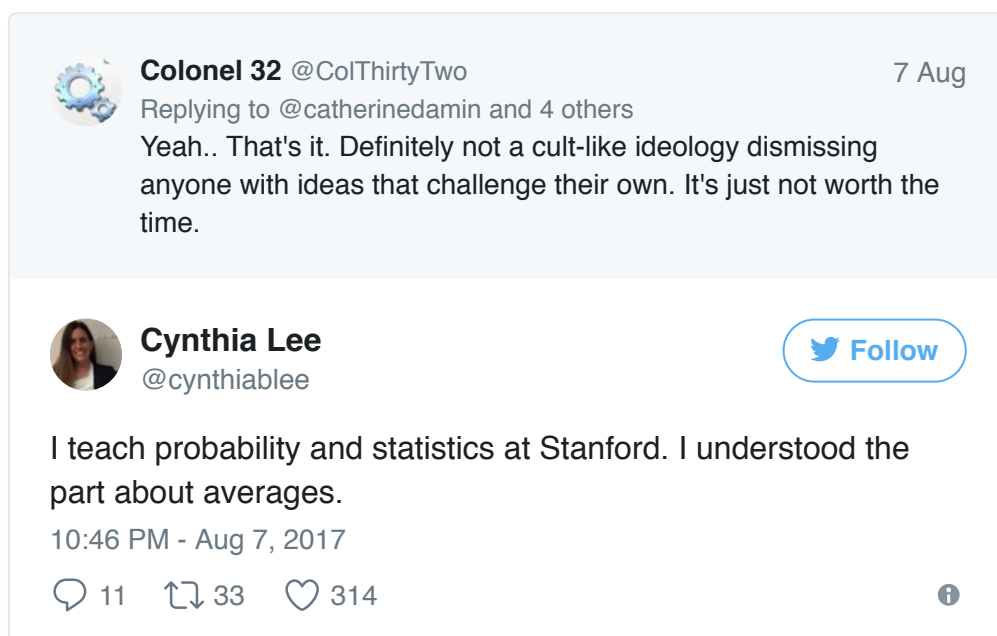 Colonel 32 @ColThirtyTwo 7 Aug
Replying to @catherinedamin and 4 others
Yeah.. That's it. Definitely not a cult-like ideology dismissing
anyone with ideas that challenge their own. It's just not worth the
time.
Cynthia Lee
Follow
@cynthiablee
I teach probability and statistics at Stanford. I understood the
part about averages.
10:46 PM - Aug 7, 2017
11 33 314